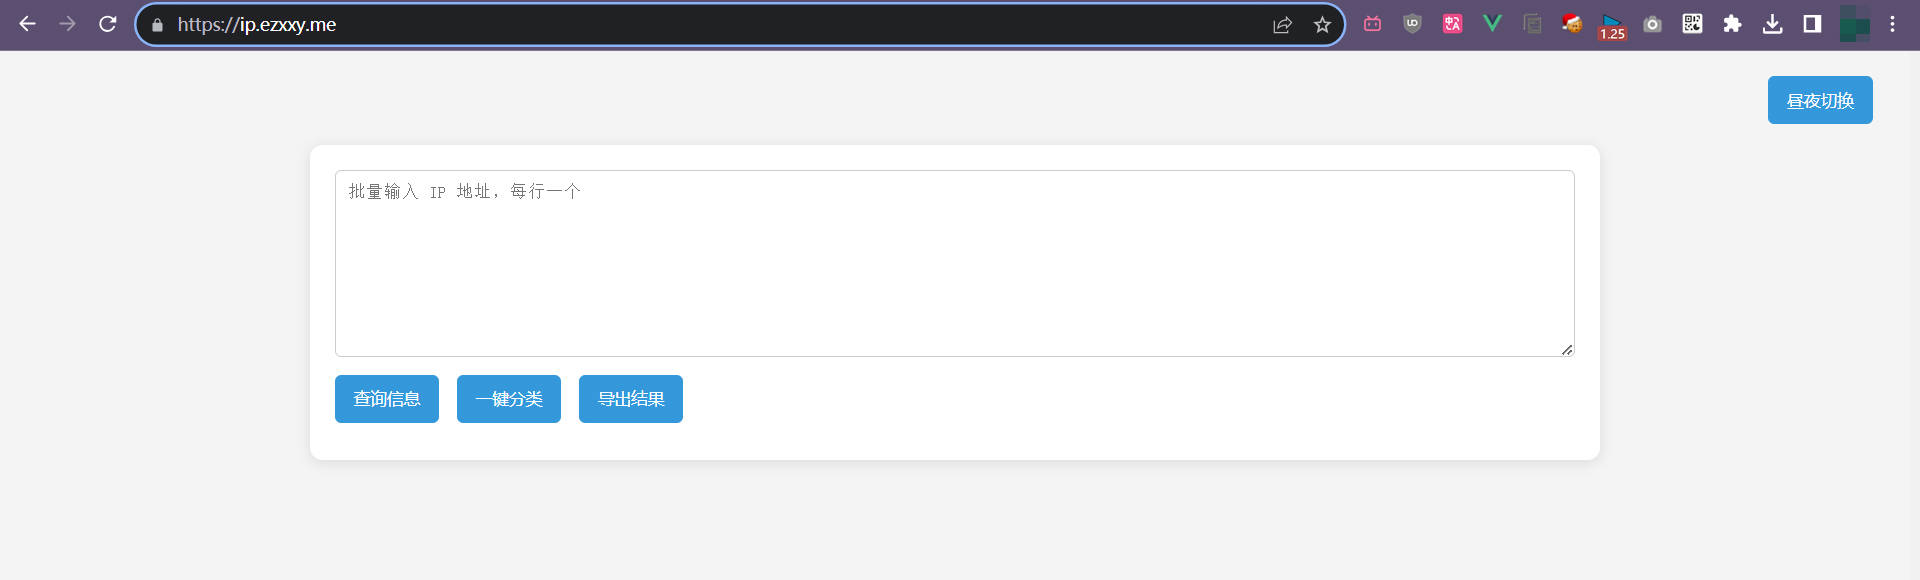 https://ip.ezxxy.me
1.25
昼夜切换
批量输入 IP 地址，每行一个
查询信息
一键分类
导出结果